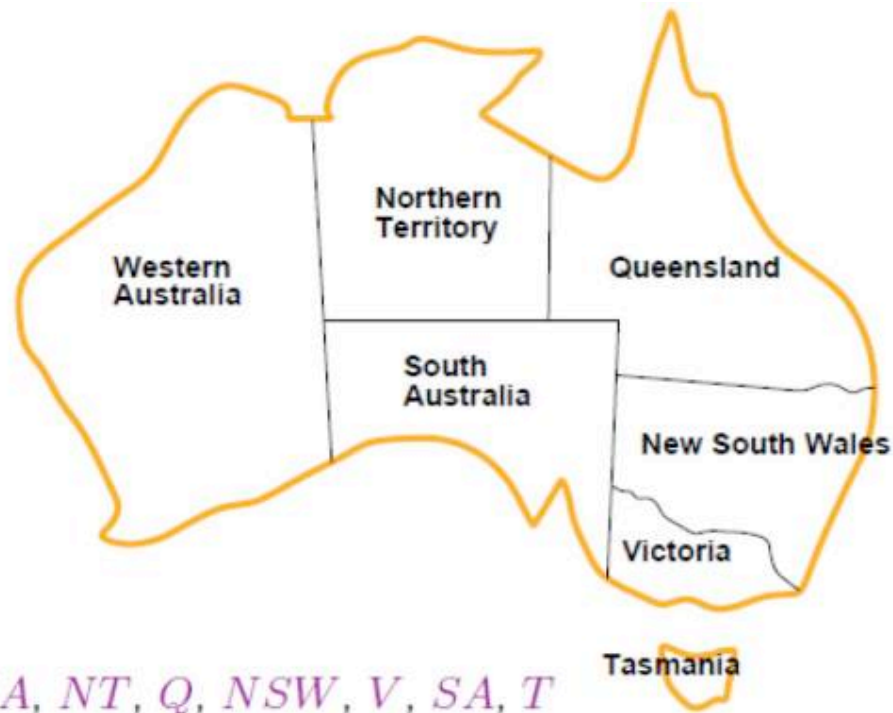 Northern
Territory
Western
Australia
Queensland
South
Australia
New South Wales
Victoria
Tasmania
A, NT, Q, NSW, V, SA, T